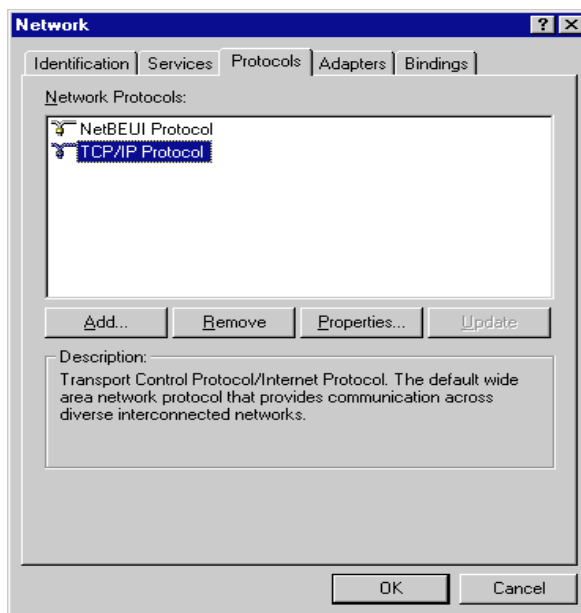 Network
Identification Services Protocols Adapters Bindings
Network Protocols:
NetBEUI Protocol
TCP/IP Protocol
Add... Remove Properties... Update
Description:
Transport Control Protocol/Internet Protocol. The default wide
area network protocol that provides communication across
diverse interconnected networks.
OK Cancel